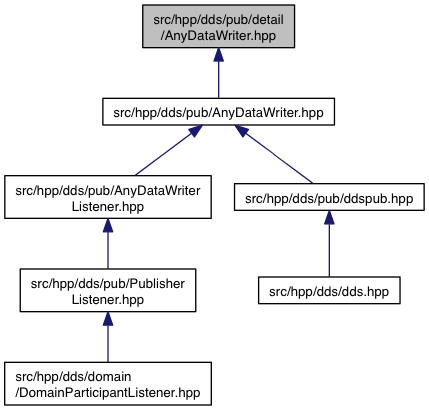 src/hpp/dds/pub/detail
/AnyDataWriter.hpp
src/hpp/dds/pub/AnyDataWriter.hpp
src/hpp/dds/pub/AnyDataWriter
Listener.hpp
src/hpp/dds/pub/ddspub.hpp
src/hpp/dds/pub/Publisher
Listener.hpp
src/hpp/dds/dds.hpp
src/hpp/dds/domain
/DomainParticipantListener.hpp